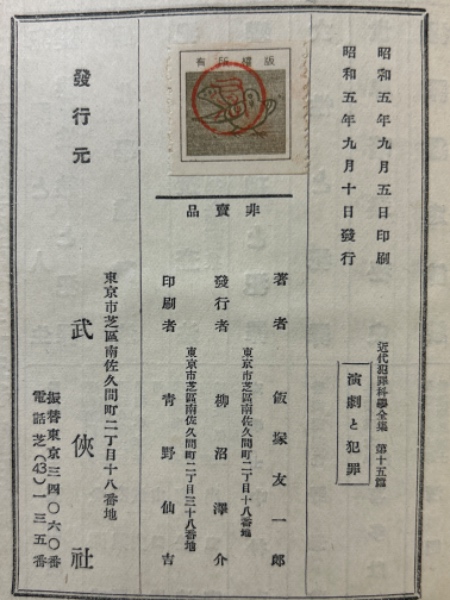 昭和五年九月五日印刷
昭和五年九月十日發行
近代犯罪科學全集 第十五篇
演劇と犯罪
有所權版
品賣非
著者 飯塚友一郎
東京市芝區南佐久間町二丁目十八番地
發行者 柳沼澤介
東京市芝區南佐久間町二丁目三十八番地
印刷者 青野仙吉
發行元
東京市芝區南佐久間町二丁目十八番地
武俠社
振替東京三四〇六〇番
電話芝(43)一三五番